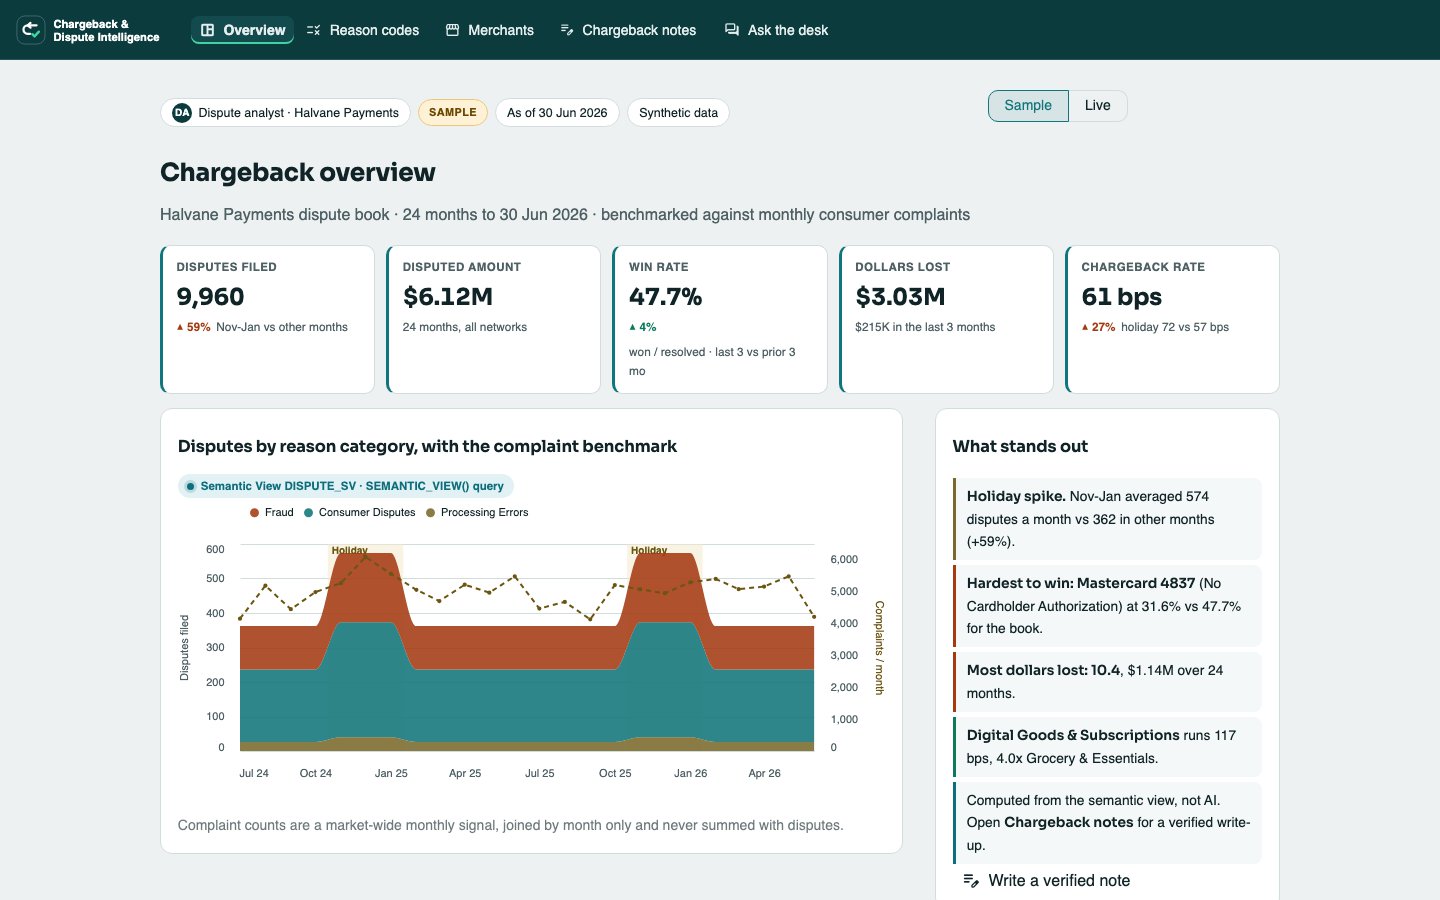 Chargeback &
Dispute Intelligence
Overview
Reason codes
Merchants
Chargeback notes
Ask the desk
DA Dispute analyst · Halvane Payments
SAMPLE
As of 30 Jun 2026
Synthetic data
Sample
Live
Chargeback overview
Halvane Payments dispute book · 24 months to 30 Jun 2026 · benchmarked against monthly consumer complaints
DISPUTES FILED
9,960
▲ 59% Nov-Jan vs other months
DISPUTED AMOUNT
$6.12M
24 months, all networks
WIN RATE
47.7%
▲ 4%
won / resolved · last 3 vs prior 3
mo
DOLLARS LOST
$3.03M
$215K in the last 3 months
CHARGEBACK RATE
61 bps
▲ 27% holiday 72 vs 57 bps
Disputes by reason category, with the complaint benchmark
Semantic View DISPUTE_SV · SEMANTIC_VIEW() query
Fraud
Consumer Disputes
Processing Errors
Disputes filed
600
500
400
300
200
100
0
Holiday
Holiday
6,000
5,000
4,000
3,000
2,000
1,000
0
Complaints / month
Jul 24
Oct 24
Jan 25
Apr 25
Jul 25
Oct 25
Jan 26
Apr 26
Complaint counts are a market-wide monthly signal, joined by month only and never summed with disputes.
What stands out
Holiday spike. Nov-Jan averaged 574
disputes a month vs 362 in other months
(+59%).
Hardest to win: Mastercard 4837 (No
Cardholder Authorization) at 31.6% vs 47.7%
for the book.
Most dollars lost: 10.4, $1.14M over 24
months.
Digital Goods & Subscriptions runs 117
bps, 4.0x Grocery & Essentials.
Computed from the semantic view, not AI.
Open Chargeback notes for a verified write-
up.
Write a verified note